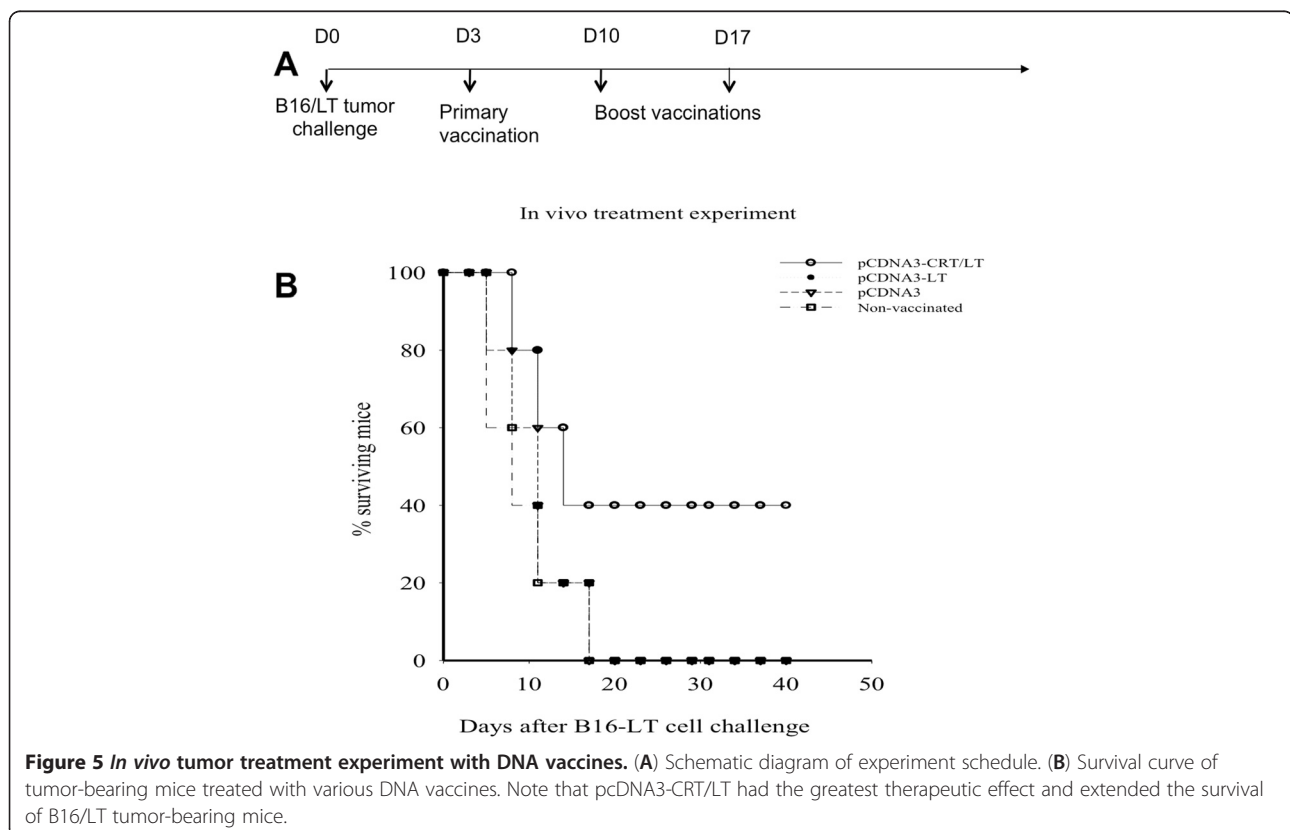 D0 D3 D10 D17
A
B16/LT tumor challenge
Primary vaccination
Boost vaccinations
In vivo treatment experiment
B
pCDNA3-CRT/LT
pCDNA3-LT
pCDNA3
Non-vaccinated
100
80
60
40
20
0
% surviving mice
0 10 20 30 40 50
Days after B16-LT cell challenge
Figure 5 In vivo tumor treatment experiment with DNA vaccines. (A) Schematic diagram of experiment schedule. (B) Survival curve of
tumor-bearing mice treated with various DNA vaccines. Note that pcDNA3-CRT/LT had the greatest therapeutic effect and extended the survival
of B16/LT tumor-bearing mice.